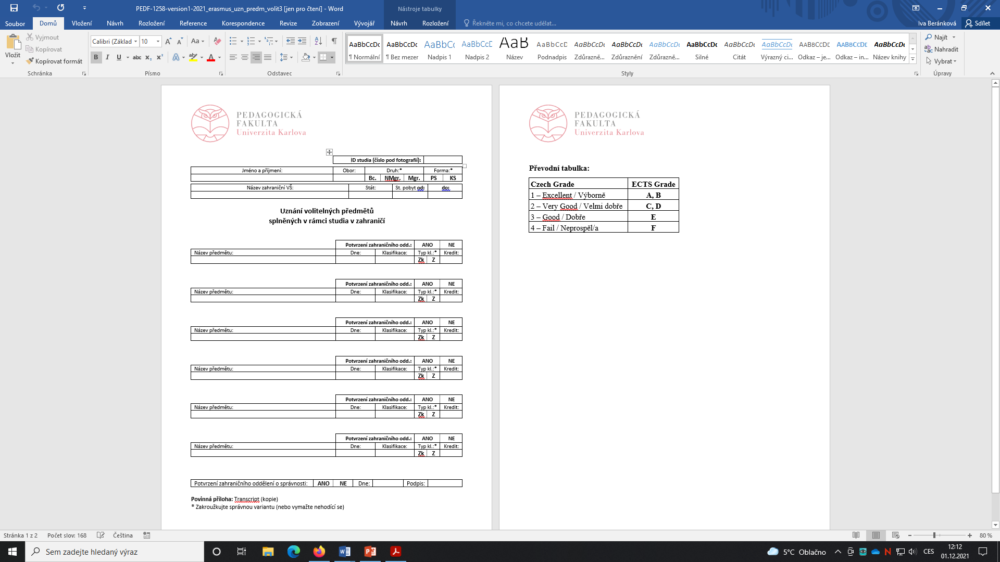 PEDF-1258-version1-2021_erasmus_uzn_predm_volit3 [jen pro čtení] - Word
Nástroje tabulky
Soubor Domů Vložení Návrh Rozložení Reference Korespondence Revize Zobrazení Vývojář Návrh Rozložení Řekněte mi, co chcete udělat... Iva Beránková Sdílet
Vložit
Vyjmout
Kopírovat
Kopírovat formát
Schránka
Calibri (Základ 10
Písmo
Odstavec
AaBbCcDc AaBbCcDc AaBbCc AaBbCcD AaB AaBbCcD AaBbCcDc AaBbCcDc AaBbCcDc AaBbCcDc AaBbCcDc AaBbCcDc AABBCCDD AABBCCDD AaBbCcDc
¶ Normální ¶ Bez mezer Nadpis 1 Nadpis 2 Název Podnadpis Zdůrazně... Zdůraznění Zdůrazně... Silné Citát Výrazný ci... Odkaz – je... Odkaz – in... Název knihy
Styly
Najít
Nahradit
Vybrat
Úpravy
PEDAGOGICKÁ
FAKULTA
Univerzita Karlova
ID studia (číslo pod fotografií):
Jméno a příjmení: Obor: Druh:* Forma:*
Bc. NMgr. Mgr. PS KS
Název zahraniční VŠ: Stát: St. pobyt od: do:
Uznání volitelných předmětů
splněných v rámci studia v zahraničí
Potvrzení zahraničního odd.: ANO NE
Název předmětu: Dne: Klasifikace: Typ kl.:* Kredit:
Zk Z
Potvrzení zahraničního odd.: ANO NE
Název předmětu: Dne: Klasifikace: Typ kl.:* Kredit:
Zk Z
Potvrzení zahraničního odd.: ANO NE
Název předmětu: Dne: Klasifikace: Typ kl.:* Kredit:
Zk Z
Potvrzení zahraničního odd.: ANO NE
Název předmětu: Dne: Klasifikace: Typ kl.:* Kredit:
Zk Z
Potvrzení zahraničního odd.: ANO NE
Název předmětu: Dne: Klasifikace: Typ kl.:* Kredit:
Zk Z
Potvrzení zahraničního odd.: ANO NE
Název předmětu: Dne: Klasifikace: Typ kl.:* Kredit:
Zk Z
Potvrzení zahraničního oddělení o správnosti: ANO NE Dne: Podpis:
Povinná příloha: Transcript (kopie)
* Zakroužkujte správnou variantu (nebo vymažte nehodící se)
PEDAGOGICKÁ
FAKULTA
Univerzita Karlova
Převodní tabulka:
Czech Grade ECTS Grade
1 – Excellent / Výborně A, B
2 – Very Good / Velmi dobře C, D
3 – Good / Dobře E
4 – Fail / Neprospěl/a F
Stránka 1 z 2 Počet slov: 168 Čeština 80 %
Sem zadejte hledaný výraz
5°C Oblačno CES 12:12
01.12.2021